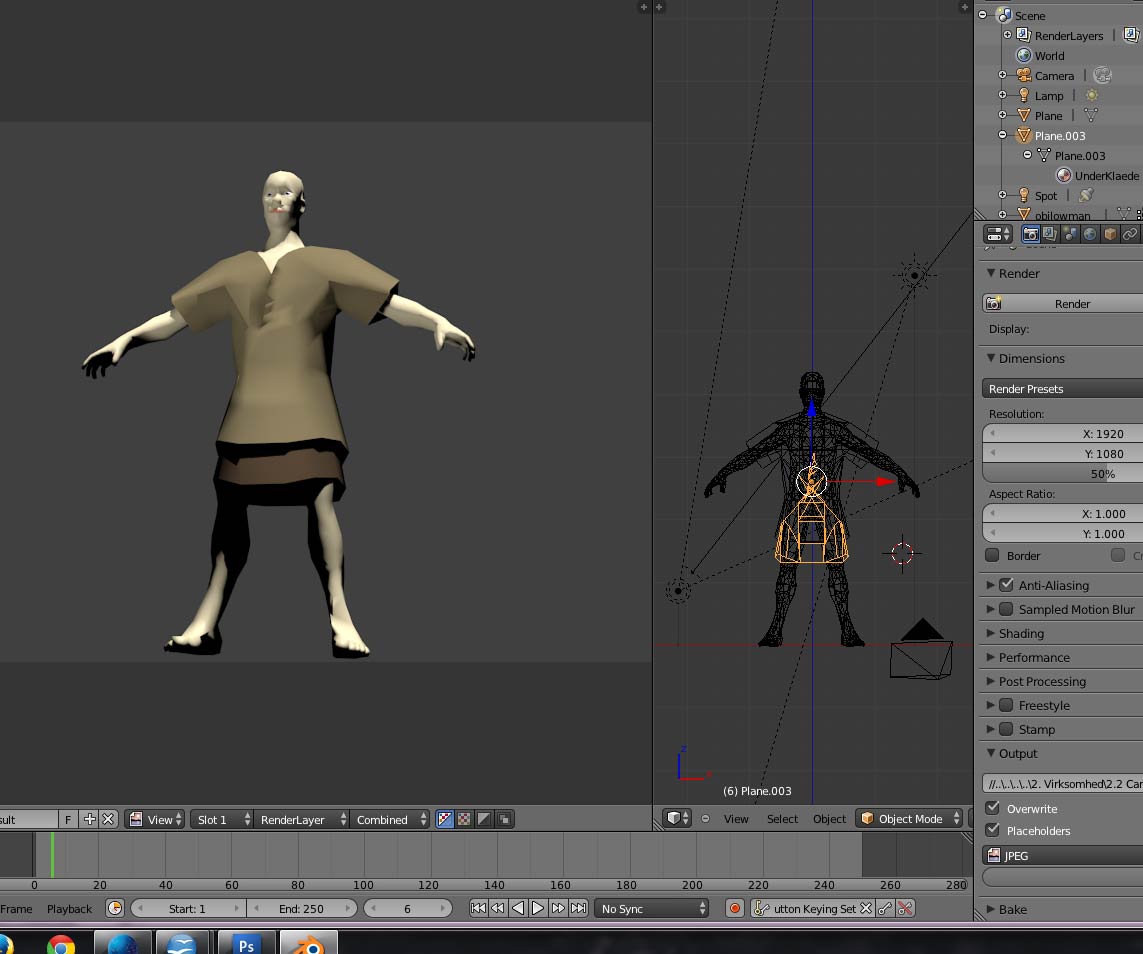 Scene
RenderLayers |
World
Camera |
Lamp |
Plane |
Plane.003
Plane.003
UnderKlaede
Spot |
obilowman |
Render
Render
Display:
Dimensions
Render Presets
Resolution:
X: 1920
Y: 1080
50%
Aspect Ratio:
X: 1.000
Y: 1.000
Border
Anti-Aliasing
Sampled Motion Blur
Shading
Performance
Post Processing
Freestyle
Stamp
Output
//..\..\..\..\2. Virksomhed\2.2 Car
Overwrite
Placeholders
JPEG
Bake
z
(6) Plane.003
sult F View Slot 1 RenderLayer Combined
View Select Object Object Mode
0 20 40 60 80 100 120 140 160 180 200 220 240 260 280
Frame Playback Start: 1 End: 250 6 No Sync utton Keying Set
Ps